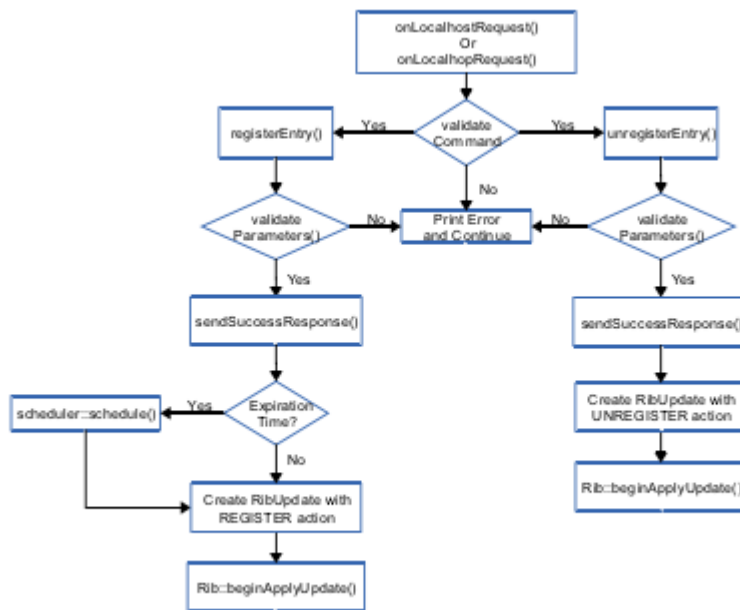 onLocalhostRequest()
Or
onLocalhopRequest()
registerEntry()
Yes
validate
Command
Yes
unregisterEntry()
No
validate
Parameters()
No
Print Error
and Continue
No
validate
Parameters()
Yes
Yes
sendSuccessResponse()
sendSuccessResponse()
scheduler::schedule()
Yes
Expiration
Time?
Create RibUpdate with
UNREGISTER action
No
Create RibUpdate with
REGISTER action
Rib::beginApplyUpdate()
Rib::beginApplyUpdate()